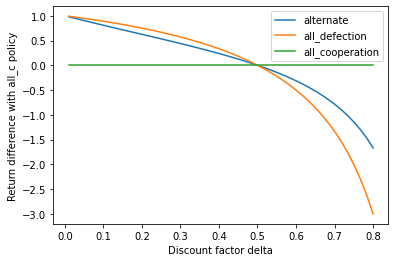 alternate
all_defection
all_cooperation
Return difference with all_c policy
1.0
0.5
0.0
-0.5
-1.0
-1.5
-2.0
-2.5
-3.0
0.0 0.1 0.2 0.3 0.4 0.5 0.6 0.7 0.8
Discount factor delta